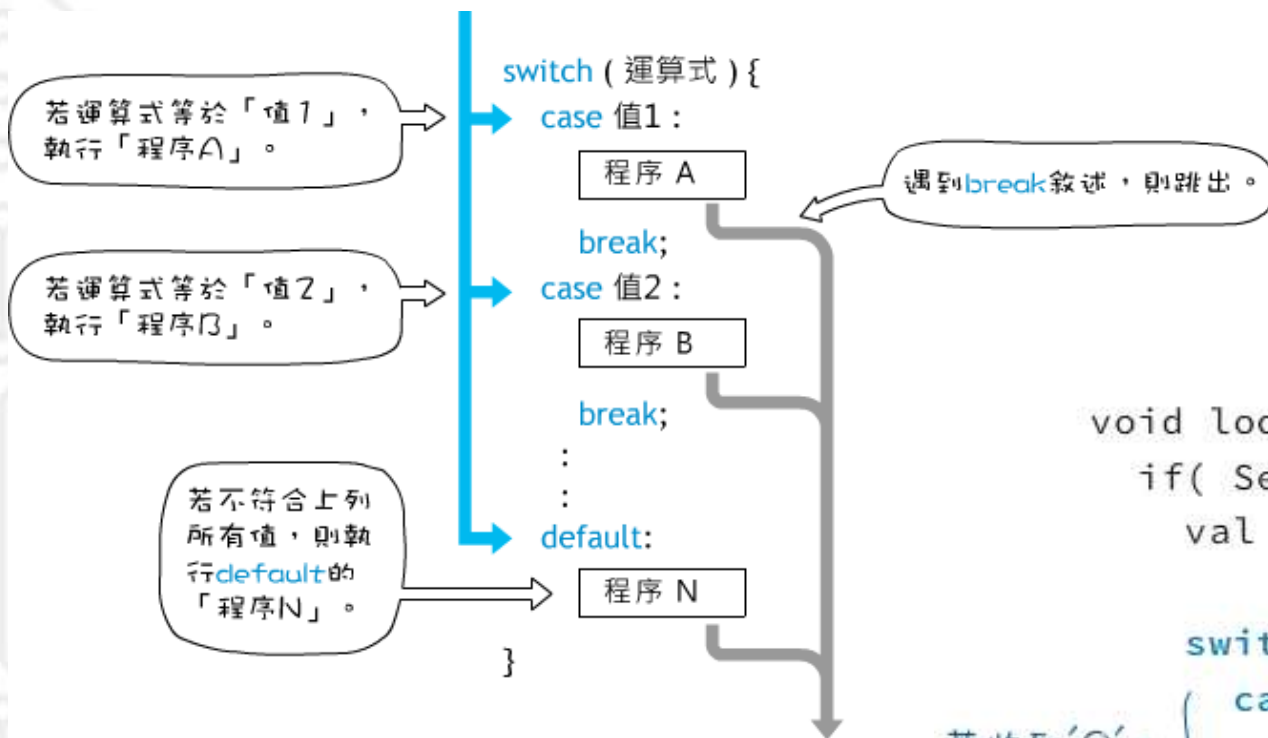 switch ( 運算式 ) {
若運算式等於「值1」，
執行「程序A」。
case 值1 :
程序 A
遇到break敘述，則跳出。
break;
若運算式等於「值2」，
執行「程序B」。
case 值2 :
程序 B
break;
:
:
若不符合上列
所有值，則執
行default的
「程序N」。
default:
程序 N
}
void
if(
val